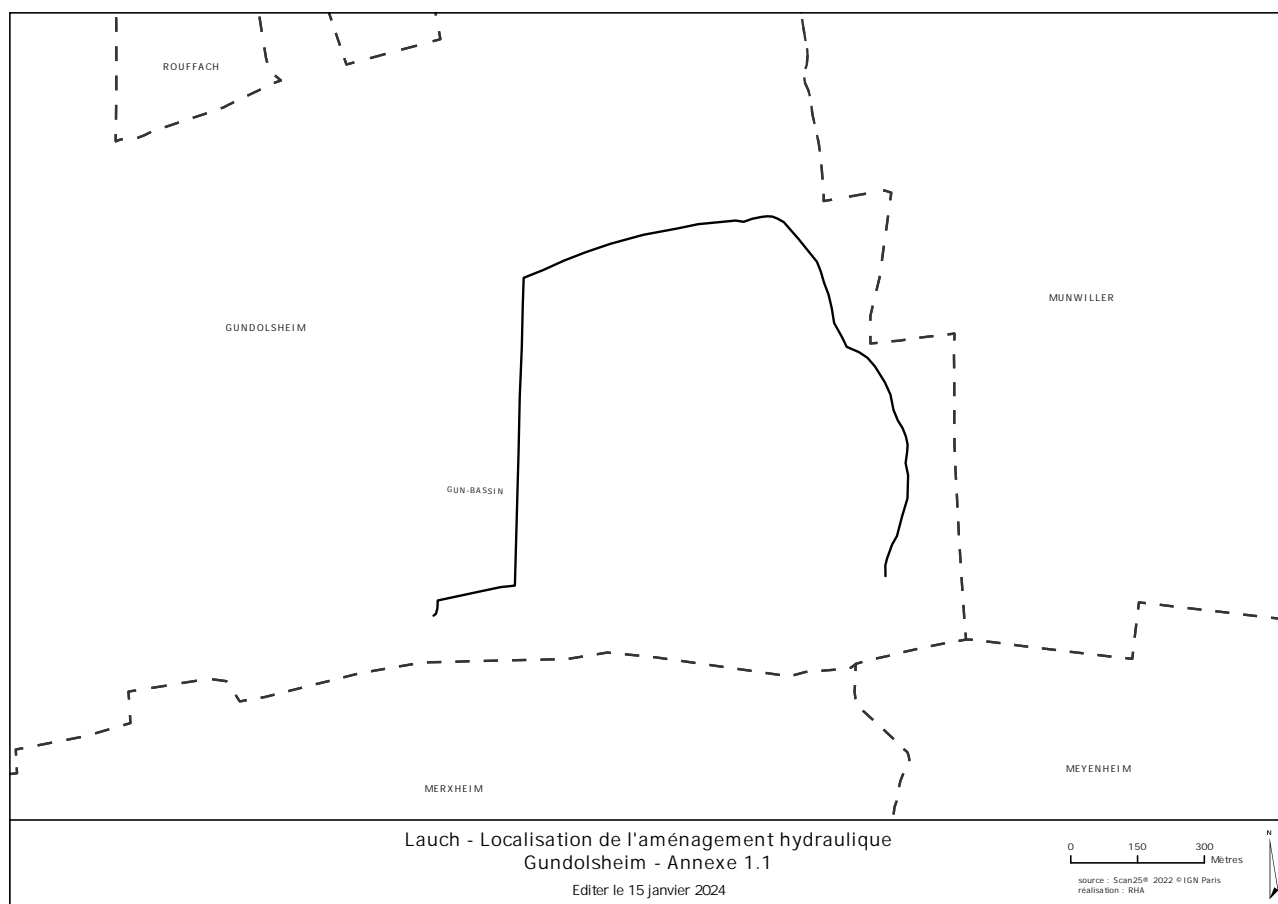 ROUFFACH
MUNWILLER
GUNDOLSHEIM
GUN-BASSIN
MEYENHEIM
MERXHEIM
Lauch - Localisation de l'aménagement hydraulique
Gundolsheim - Annexe 1.1
Editer le 15 janvier 2024
0 150 300
Mètres
source : Scan25® 2022 © IGN Paris
réalisation : RHA
N